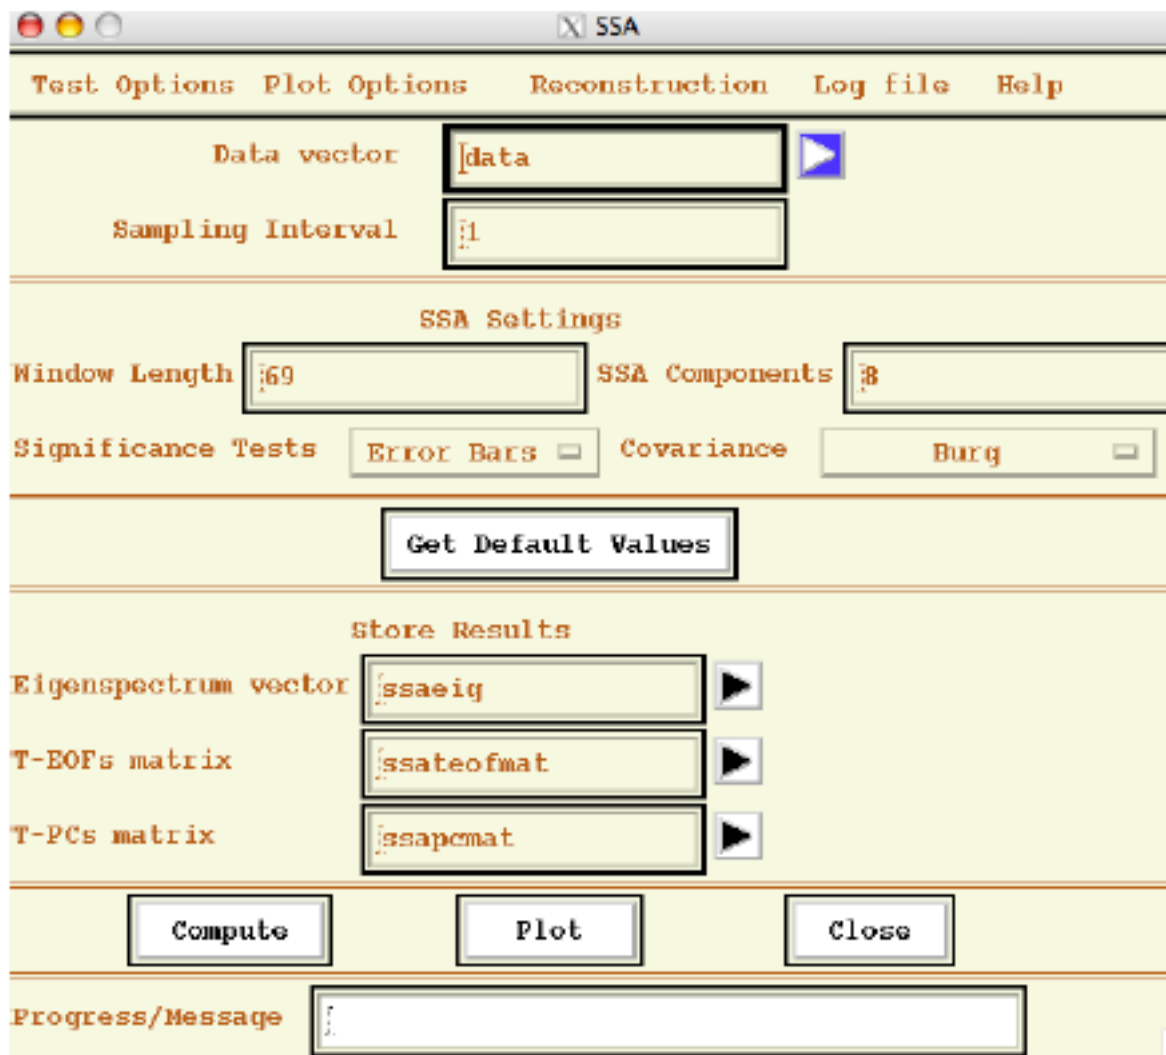 SSA
Test Options Plot Options Reconstruction Log file Help
Data vector data
Sampling Interval 1
SSA Settings
Window Length 69 SSA Components 8
Significance Tests Error Bars Covariance Burg
Get Default Values
Store Results
Eigenspectrum vector ssaeig
T-EOFs matrix ssateofmat
T-PCs matrix ssapcmat
Compute Plot Close
Progress/Message